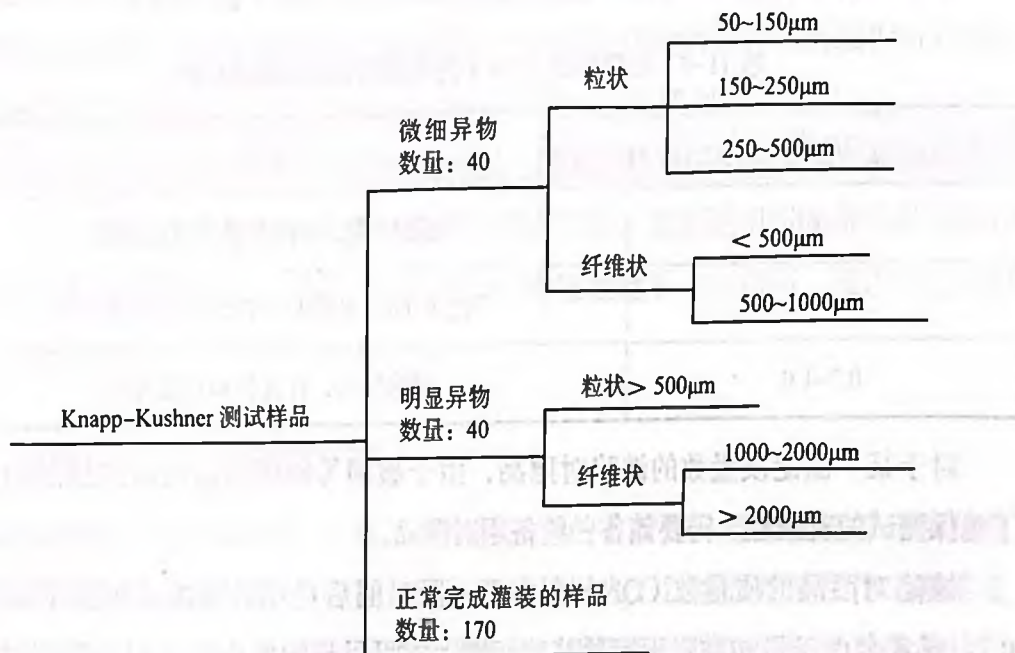 50~150μm
粒状
150~250μm
微细异物
数量：40
250~500μm
< 500μm
纤维状
500~1000μm
Knapp-Kushner 测试样品
明显异物
数量：40
粒状> 500μm
1000~2000μm
纤维状
> 2000μm
正常完成灌装的样品
数量：170